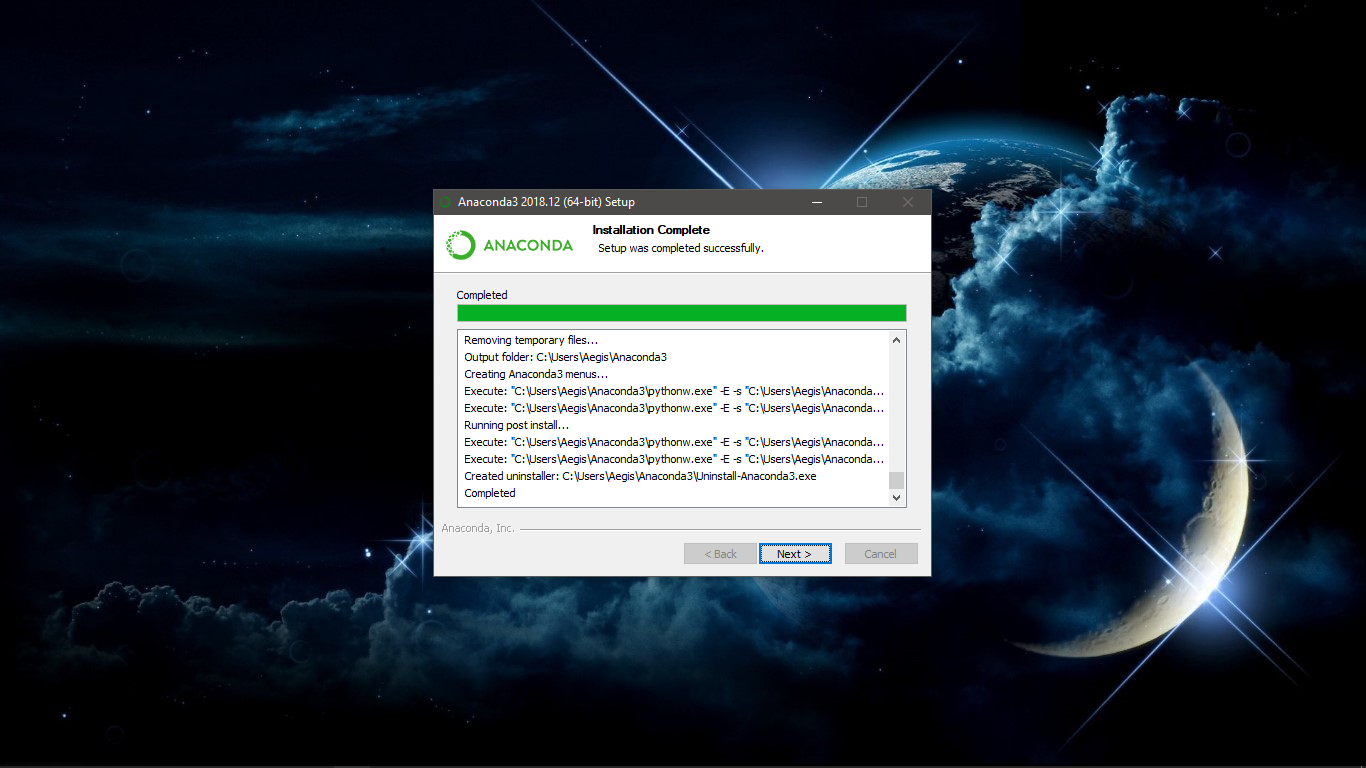 Anaconda3 2018.12 (64-bit) Setup
ANACONDA
Installation Complete
Setup was completed successfully.
Completed
Removing temporary files...
Output folder: C:\Users\Aegis\Anaconda3
Creating Anaconda3 menus...
Execute: "C:\Users\Aegis\Anaconda3\pythonw.exe" -E -s "C:\Users\Aegis\Anaconda...
Execute: "C:\Users\Aegis\Anaconda3\pythonw.exe" -E -s "C:\Users\Aegis\Anaconda...
Running post install...
Execute: "C:\Users\Aegis\Anaconda3\pythonw.exe" -E -s "C:\Users\Aegis\Anaconda...
Execute: "C:\Users\Aegis\Anaconda3\pythonw.exe" -E -s "C:\Users\Aegis\Anaconda...
Created uninstaller: C:\Users\Aegis\Anaconda3\Uninstall-Anaconda3.exe
Completed
Anaconda, Inc.
< Back
Next >
Cancel